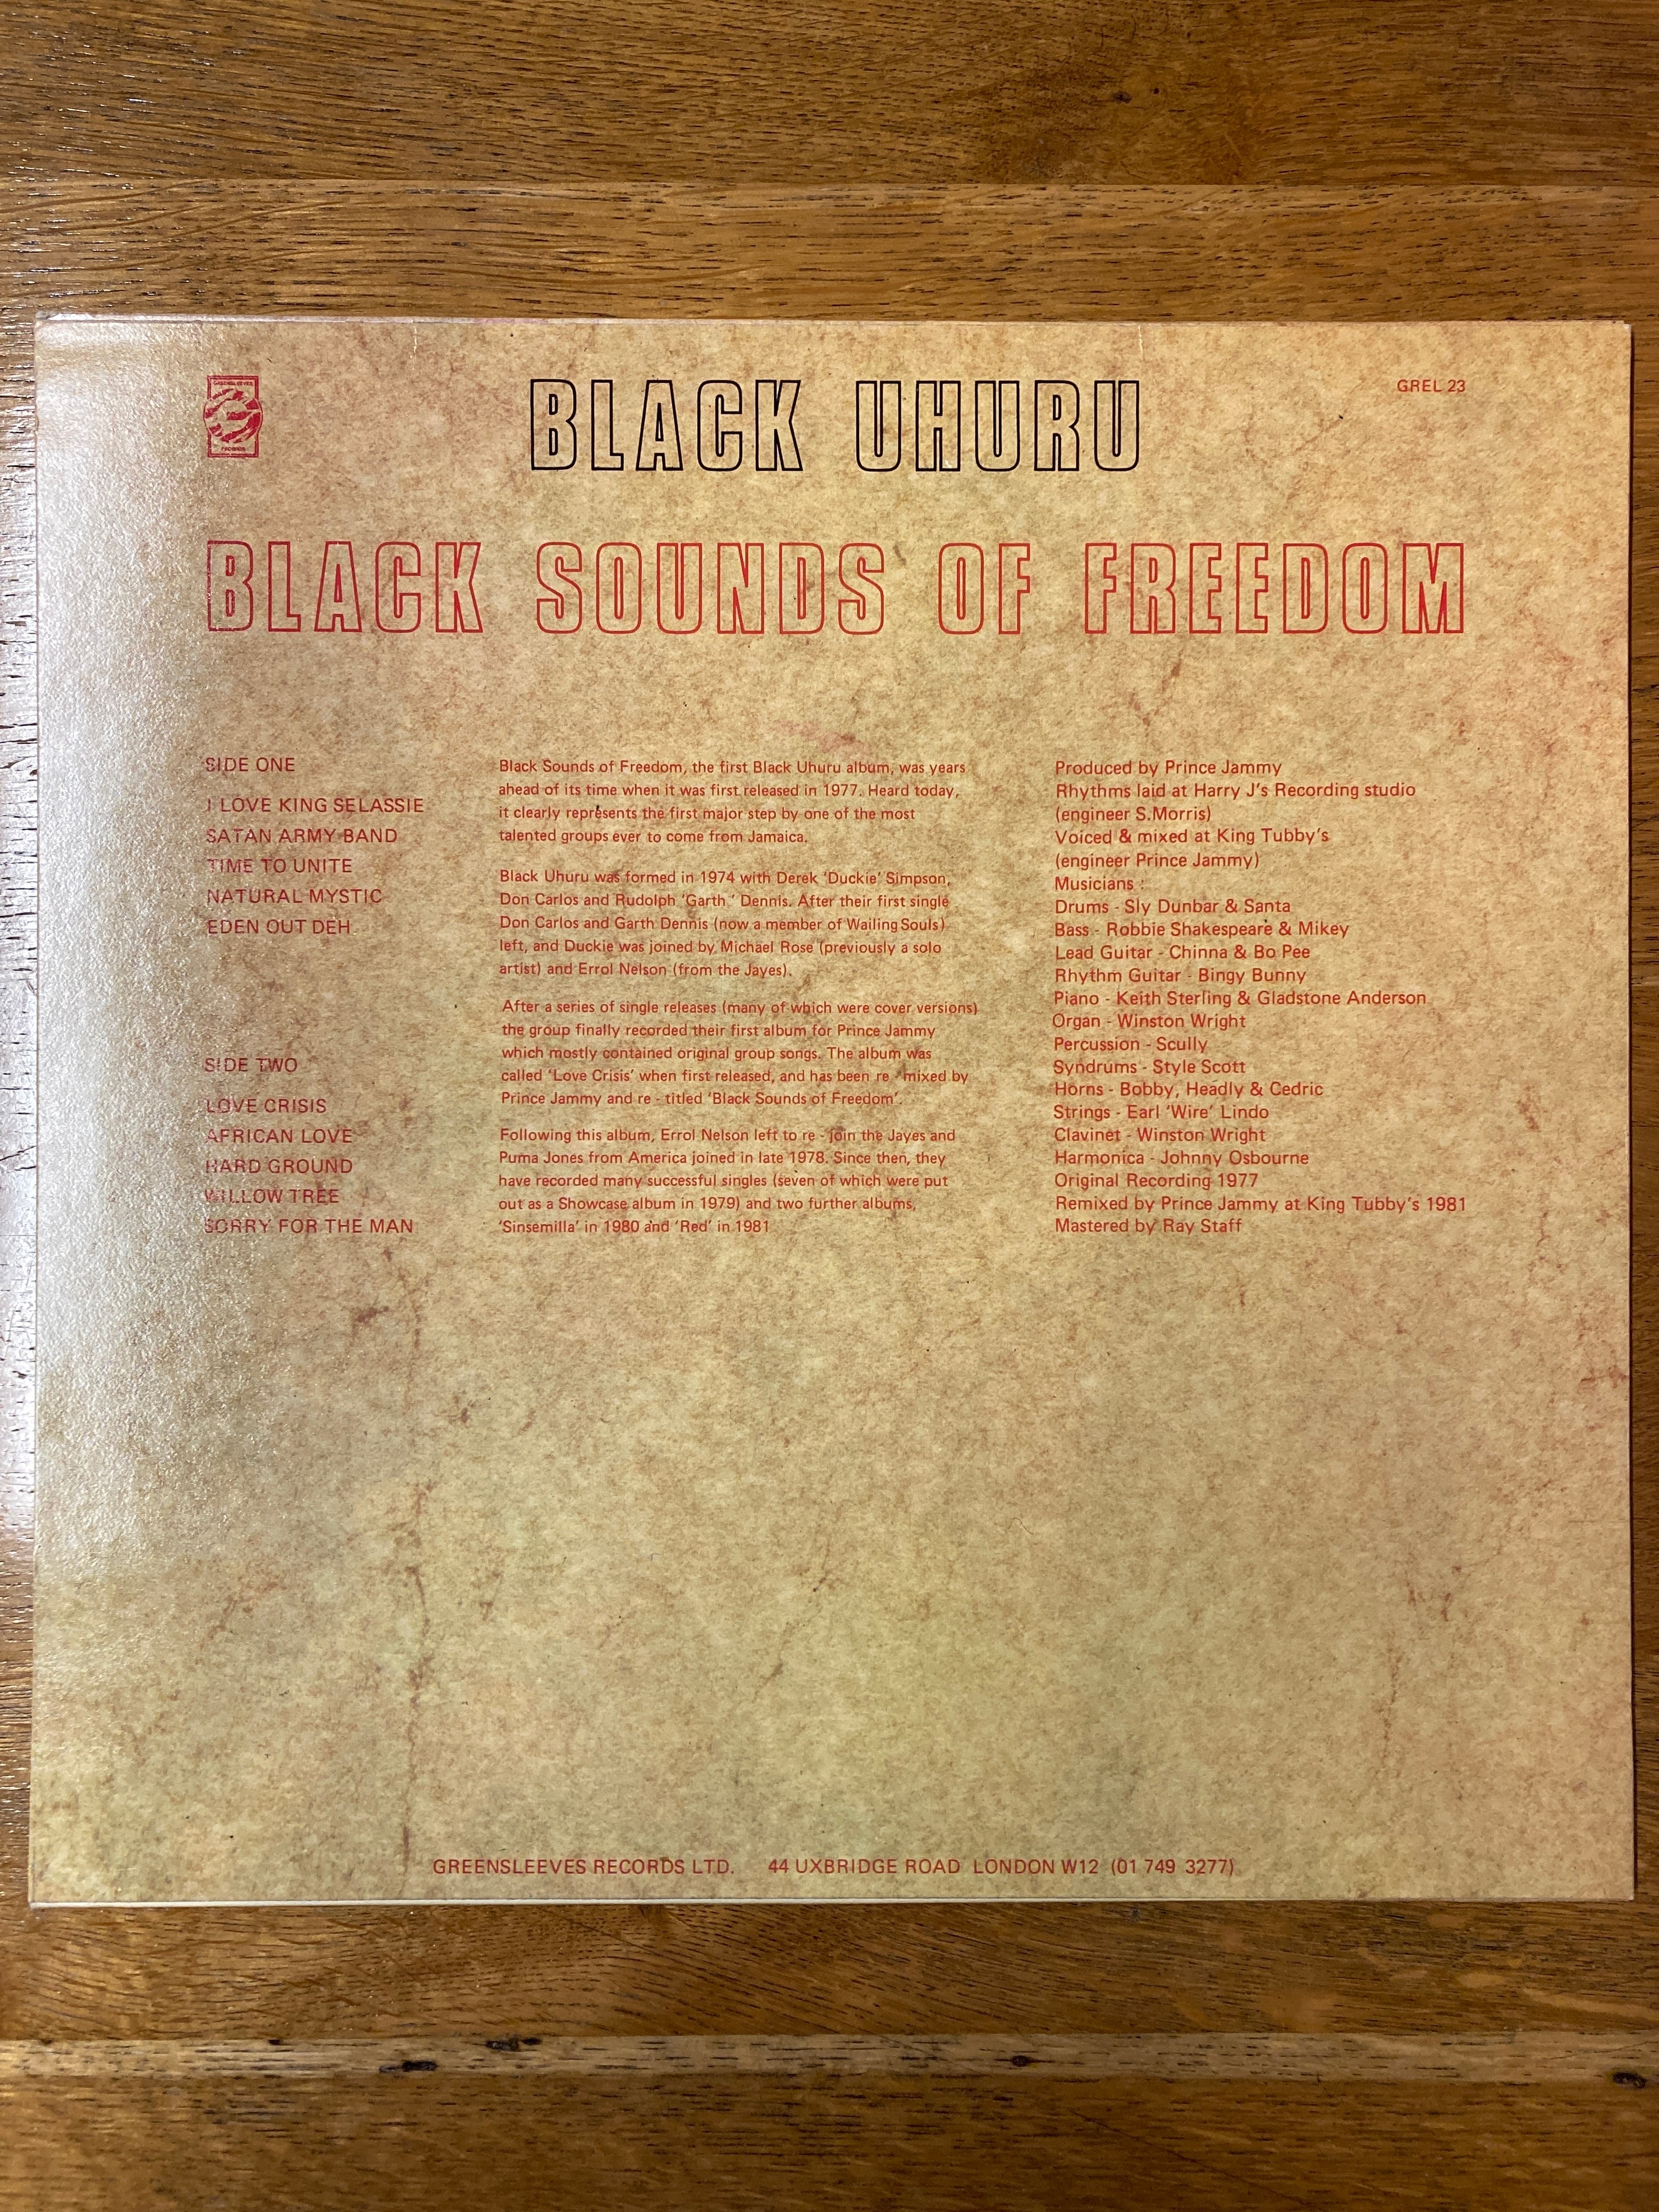 GREENSLEEVES
records
BLACK UHURU
GREL 23
BLACK SOUNDS OF FREEDOM
SIDE ONE
I LOVE KING SELASSIE
SATAN ARMY BAND
TIME TO UNITE
NATURAL MYSTIC
EDEN OUT DEH
SIDE TWO
LOVE CRISIS
AFRICAN LOVE
HARD GROUND
WILLOW TREE
SORRY FOR THE MAN
Black Sounds of Freedom, the first Black Uhuru album, was years
ahead of its time when it was first released in 1977. Heard today,
it clearly represents the first major step by one of the most
talented groups ever to come from Jamaica.
Black Uhuru was formed in 1974 with Derek ‘Duckie’ Simpson,
Don Carlos and Rudolph ‘Garth ’ Dennis. After their first single
Don Carlos and Garth Dennis (now a member of Wailing Souls)
left, and Duckie was joined by Michael Rose (previously a solo
artist) and Errol Nelson (from the Jayes).
After a series of single releases (many of which were cover versions)
the group finally recorded their first album for Prince Jammy
which mostly contained original group songs. The album was
called ‘Love Crisis’ when first released, and has been re - mixed by
Prince Jammy and re - titled ‘Black Sounds of Freedom’.
Following this album, Errol Nelson left to re - join the Jayes and
Puma Jones from America joined in late 1978. Since then, they
have recorded many successful singles (seven of which were put
out as a Showcase album in 1979) and two further albums,
‘Sinsemilla’ in 1980 and ‘Red’ in 1981
Produced by Prince Jammy
Rhythms laid at Harry J’s Recording studio
(engineer S.Morris)
Voiced & mixed at King Tubby’s
(engineer Prince Jammy)
Musicians :
Drums - Sly Dunbar & Santa
Bass - Robbie Shakespeare & Mikey
Lead Guitar - Chinna & Bo Pee
Rhythm Guitar - Bingy Bunny
Piano - Keith Sterling & Gladstone Anderson
Organ - Winston Wright
Percussion - Scully
Syndrums - Style Scott
Horns - Bobby, Headly & Cedric
Strings - Earl ‘Wire’ Lindo
Clavinet - Winston Wright
Harmonica - Johnny Osbourne
Original Recording 1977
Remixed by Prince Jammy at King Tubby’s 1981
Mastered by Ray Staff
GREENSLEEVES RECORDS LTD. 44 UXBRIDGE ROAD LONDON W12 (01 749 3277)